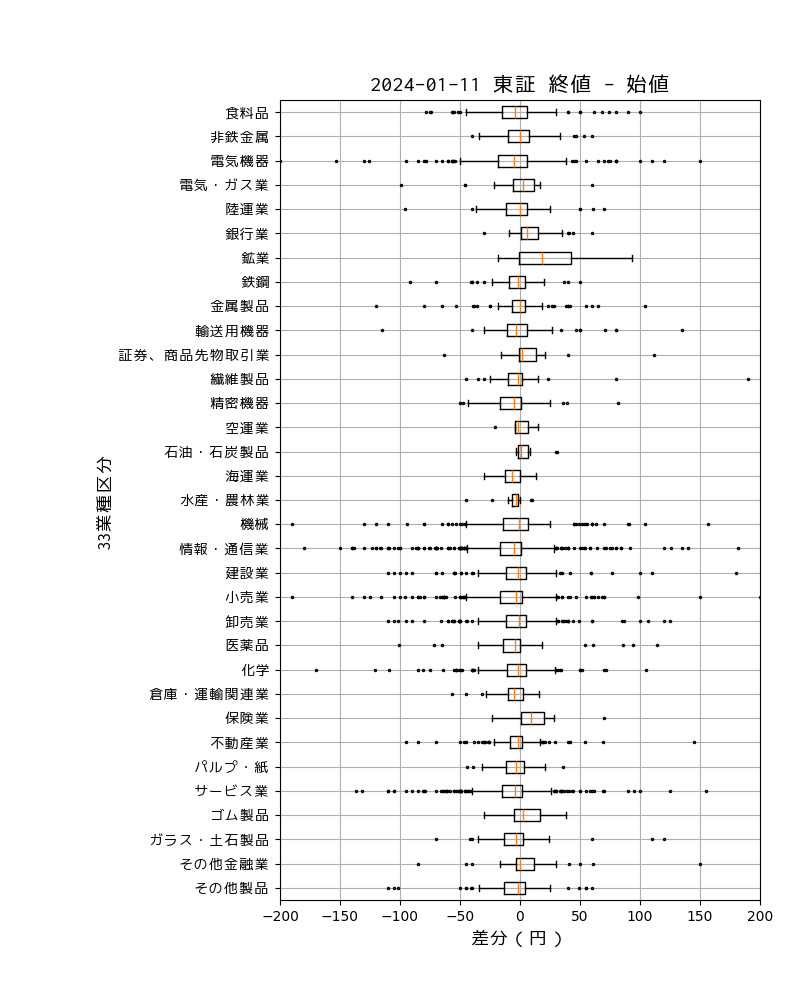 2024-01-11 東証 終値 - 始値
食料品
非鉄金属
電気機器
電気・ガス業
陸運業
銀行業
鉱業
鉄鋼
金属製品
輸送用機器
証券、商品先物取引業
繊維製品
精密機器
空運業
石油・石炭製品
海運業
水産・農林業
機械
情報・通信業
建設業
小売業
卸売業
医薬品
化学
倉庫・運輸関連業
保険業
不動産業
パルプ・紙
サービス業
ゴム製品
ガラス・土石製品
その他金融業
その他製品
33業種区分
−200 −150 −100 −50 0 50 100 150 200
差分(円)